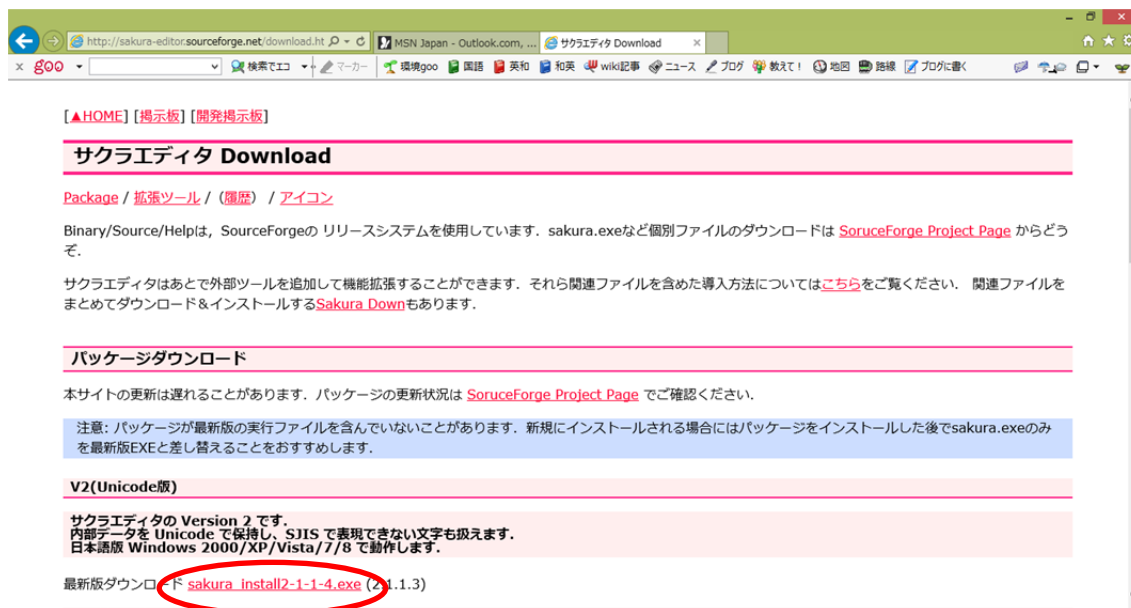 http://sakura-editor.sourceforge.net/download.ht
MSN Japan - Outlook.com, ...
サクラエディタ Download
×
x goo 検索でエコ マーカー 環境goo 国語 英和 和英 wiki記事 ニュース ブログ 教えて! 地図 路線 ブログに書く
[▲HOME] [掲示板] [開発掲示板]
サクラエディタ Download
Package / 拡張ツール / （履歴） / アイコン
Binary/Source/Helpは，SourceForgeの リリースシステムを使用しています．sakura.exeなど個別ファイルのダウンロードは SoruceForge Project Page からどう
ぞ．
サクラエディタはあとで外部ツールを追加して機能拡張することができます．それら関連ファイルを含めた導入方法についてはこちらをご覧ください． 関連ファイルを
まとめてダウンロード＆インストールするSakura Downもあります．
パッケージダウンロード
本サイトの更新は遅れることがあります．パッケージの更新状況は SoruceForge Project Page でご確認ください．
注意: パッケージが最新版の実行ファイルを含んでいないことがあります．新規にインストールされる場合にはパッケージをインストールした後でsakura.exeのみ
を最新版EXEと差し替えることをおすすめします．
V2(Unicode版)
サクラエディタの Version 2 です．
内部データを Unicode で保持し、SJIS で表現できない文字も扱えます．
日本語版 Windows 2000/XP/Vista/7/8 で動作します．
最新版ダウンロード sakura_install2-1-1-4.exe (2.1.1.3)